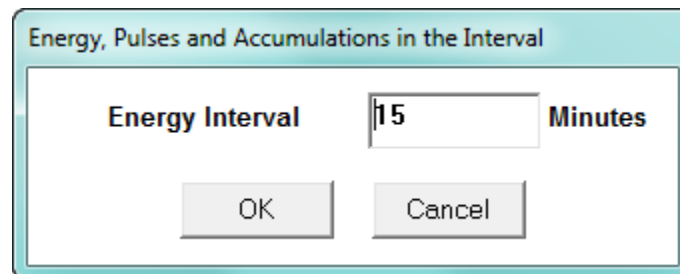 Energy, Pulses and Accumulations in the Interval
Energy Interval 15 Minutes
OK Cancel